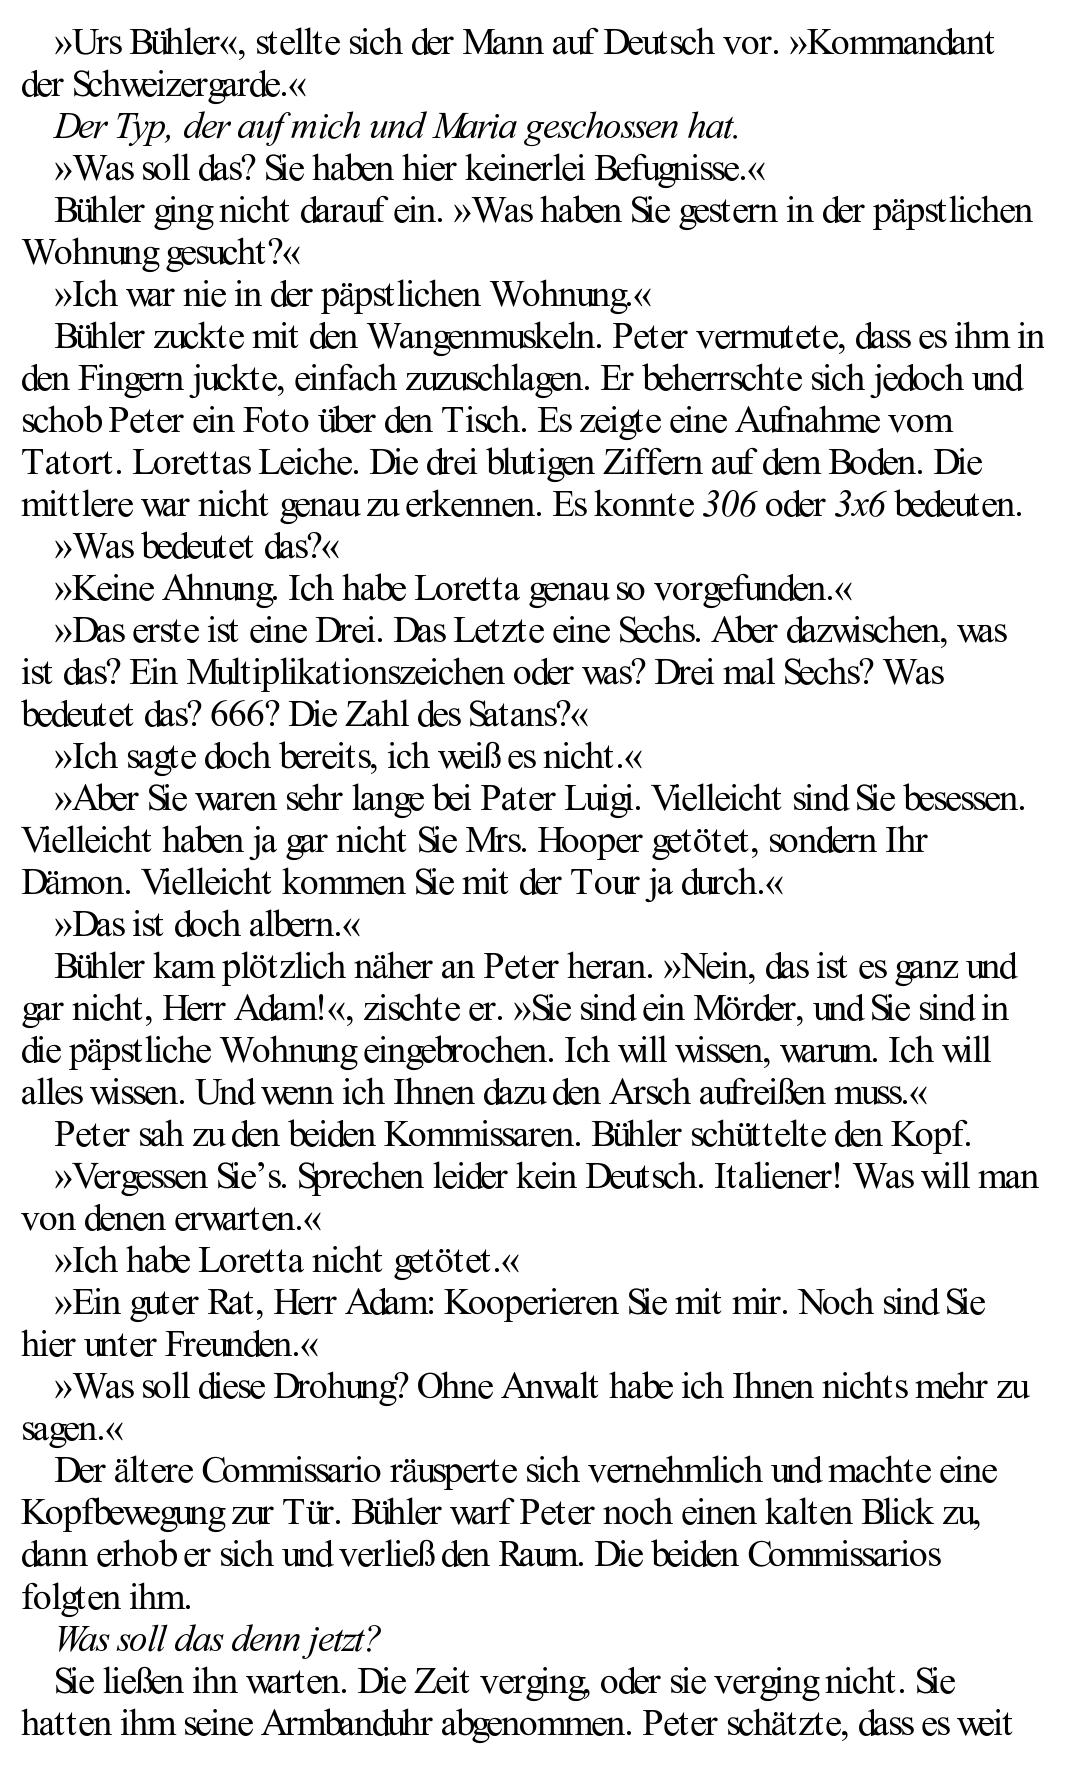 »Urs Bühler«, stellte sich der Mann auf Deutsch vor. »Kommandant
der Schweizergarde.«
Der Typ, der auf mich und Maria geschossen hat.
»Was soll das? Sie haben hier keinerlei Befugnisse.«
Bühler ging nicht darauf ein. »Was haben Sie gestern in der päpstlichen
Wohnung gesucht?«
»Ich war nie in der päpstlichen Wohnung.«
Bühler zuckte mit den Wangenmuskeln. Peter vermutete, dass es ihm in
den Fingern juckte, einfach zuzuschlagen. Er beherrschte sich jedoch und
schob Peter ein Foto über den Tisch. Es zeigte eine Aufnahme vom
Tatort. Lorettas Leiche. Die drei blutigen Ziffern auf dem Boden. Die
mittlere war nicht genau zu erkennen. Es konnte 306 oder 3x6 bedeuten.
»Was bedeutet das?«
»Keine Ahnung. Ich habe Loretta genau so vorgefunden.«
»Das erste ist eine Drei. Das Letzte eine Sechs. Aber dazwischen, was
ist das? Ein Multiplikationszeichen oder was? Drei mal Sechs? Was
bedeutet das? 666? Die Zahl des Satans?«
»Ich sagte doch bereits, ich weiß es nicht.«
»Aber Sie waren sehr lange bei Pater Luigi. Vielleicht sind Sie besessen.
Vielleicht haben ja gar nicht Sie Mrs. Hooper getötet, sondern Ihr
Dämon. Vielleicht kommen Sie mit der Tour ja durch.«
»Das ist doch albern.«
Bühler kam plötzlich näher an Peter heran. »Nein, das ist es ganz und
gar nicht, Herr Adam!«, zischte er. »Sie sind ein Mörder, und Sie sind in
die päpstliche Wohnung eingebrochen. Ich will wissen, warum. Ich will
alles wissen. Und wenn ich Ihnen dazu den Arsch aufreißen muss.«
Peter sah zu den beiden Kommissaren. Bühler schüttelte den Kopf.
»Vergessen Sie’s. Sprechen leider kein Deutsch. Italiener! Was will man
von denen erwarten.«
»Ich habe Loretta nicht getötet.«
»Ein guter Rat, Herr Adam: Kooperieren Sie mit mir. Noch sind Sie
hier unter Freunden.«
»Was soll diese Drohung? Ohne Anwalt habe ich Ihnen nichts mehr zu
sagen.«
Der ältere Commissario räusperte sich vernehmlich und machte eine
Kopfbewegung zur Tür. Bühler warf Peter noch einen kalten Blick zu,
dann erhob er sich und verließ den Raum. Die beiden Commissarios
folgten ihm.
Was soll das denn jetzt?
Sie ließen ihn warten. Die Zeit verging, oder sie verging nicht. Sie
hatten ihm seine Armbanduhr abgenommen. Peter schätzte, dass es weit